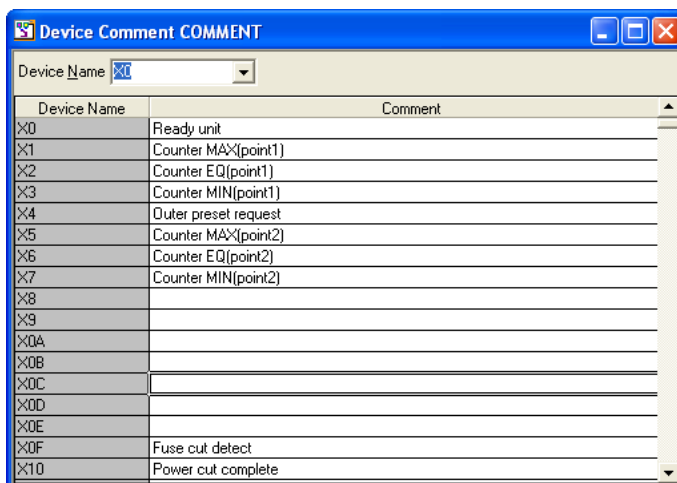 Device Comment COMMENT
Device Name X0
Device Name Comment
X0 Ready unit
X1 Counter MAX(point1)
X2 Counter EQ(point1)
X3 Counter MIN(point1)
X4 Outer preset request
X5 Counter MAX(point2)
X6 Counter EQ(point2)
X7 Counter MIN(point2)
X8
X9
X0A
X0B
X0C
X0D
X0E
X0F Fuse cut detect
X10 Power cut complete